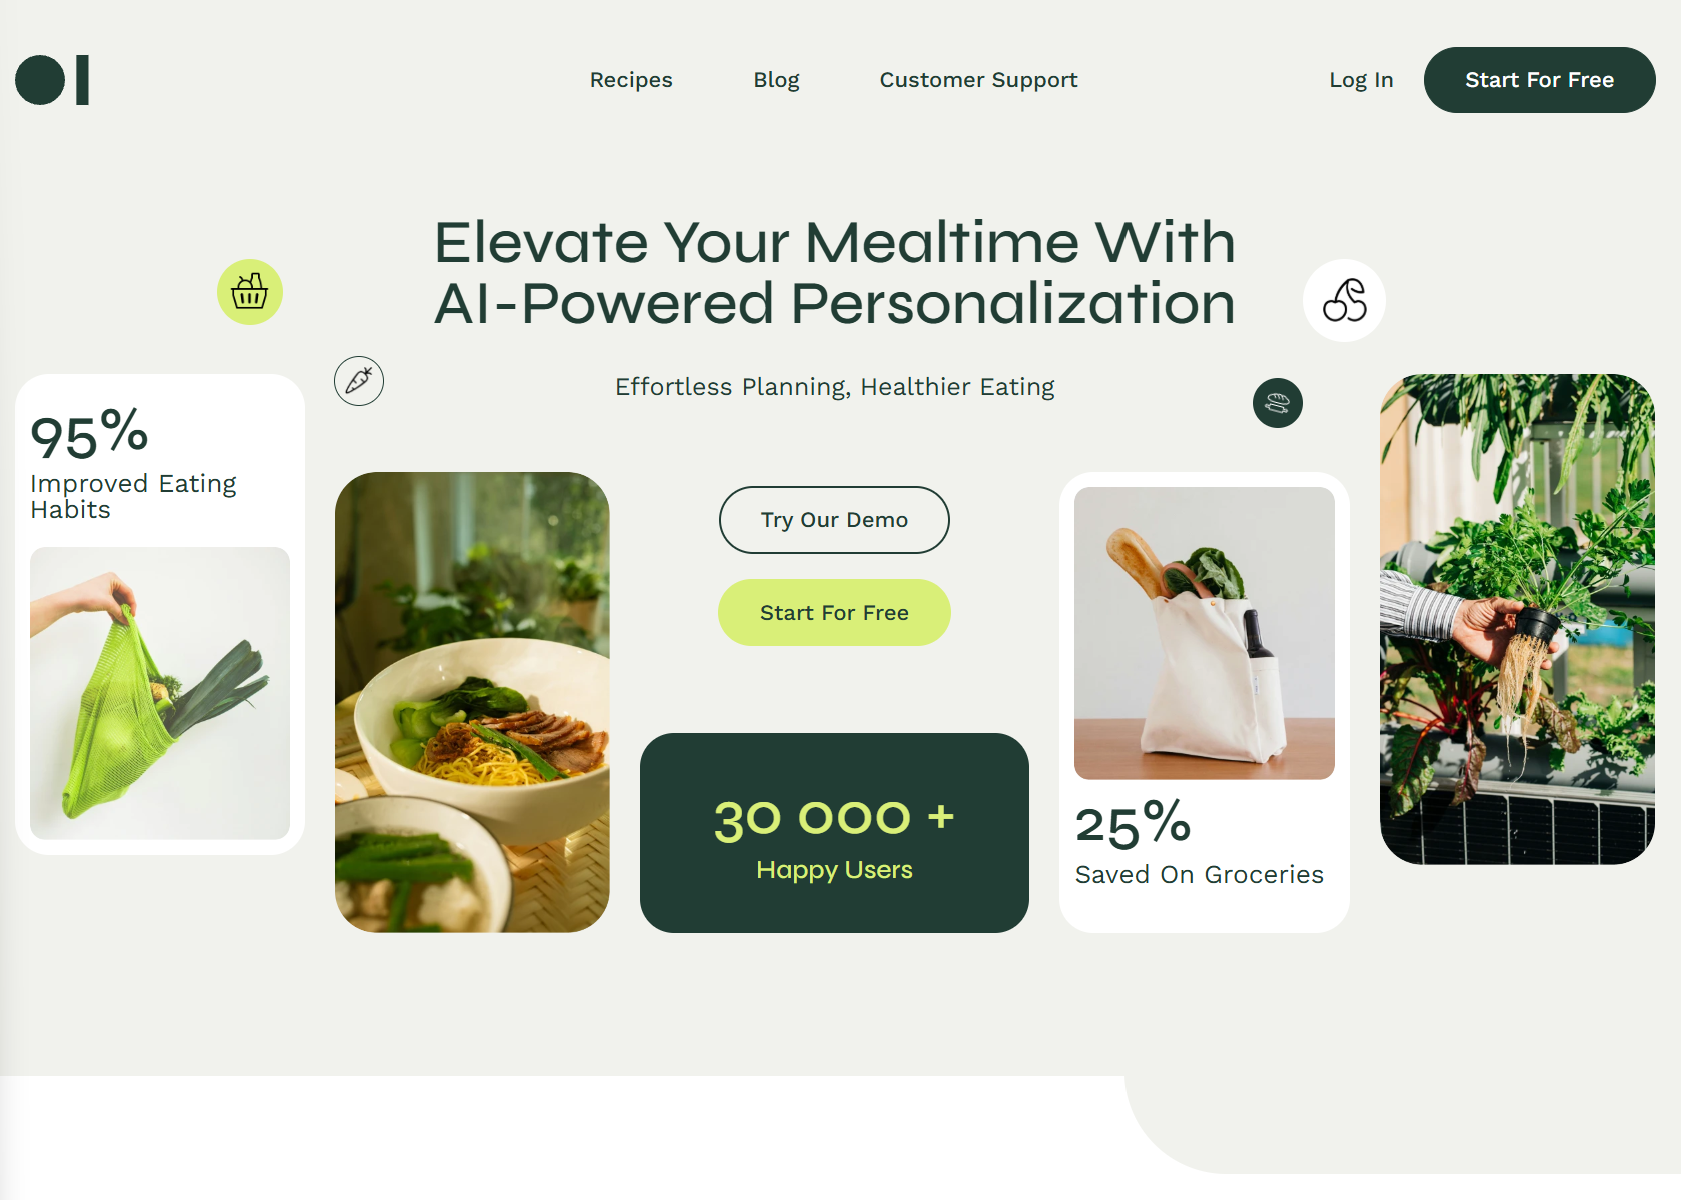 Recipes
Blog
Customer Support
Log In
Start For Free
Elevate Your Mealtime With
AI-Powered Personalization
Effortless Planning, Healthier Eating
95%
Improved Eating
Habits
Try Our Demo
Start For Free
30 000 +
Happy Users
25%
Saved On Groceries